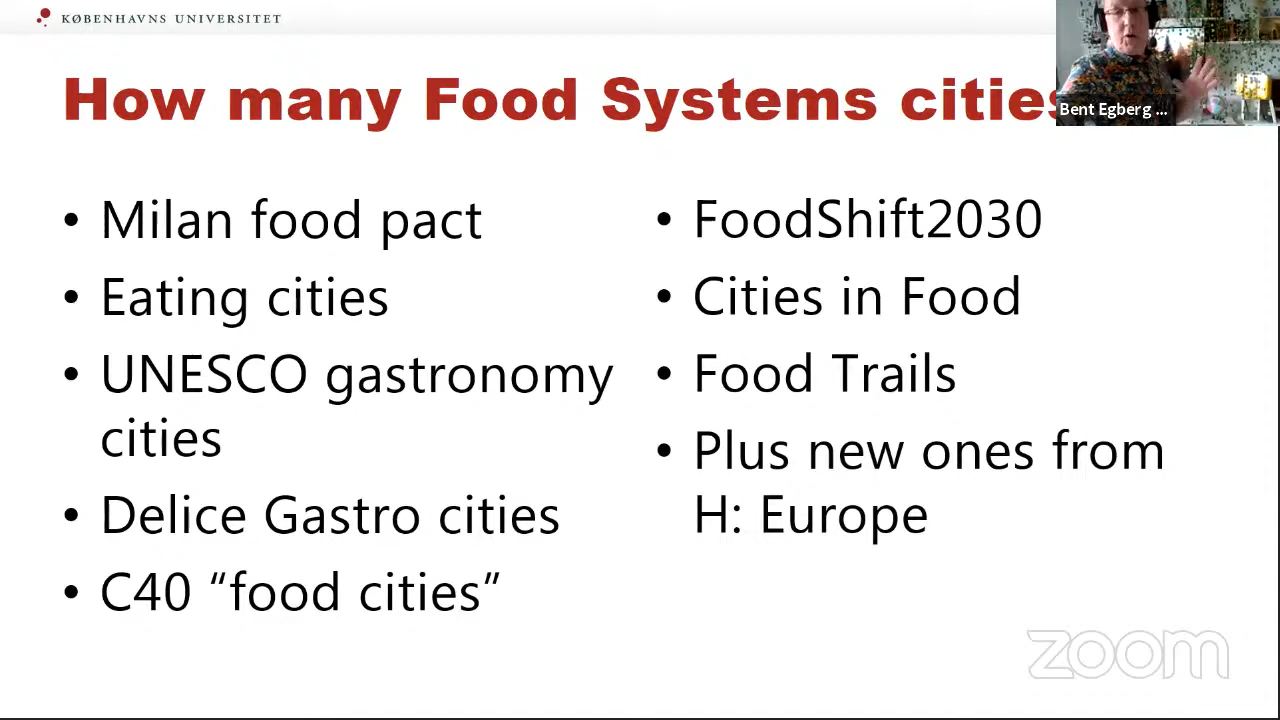 KØBENHAVNS UNIVERSITET
How many Food Systems cities
Bent Egberg ...
• Milan food pact
• Eating cities
• UNESCO gastronomy
cities
• Delice Gastro cities
• C40 “food cities”
• FoodShift2030
• Cities in Food
• Food Trails
• Plus new ones from
H: Europe
zoom